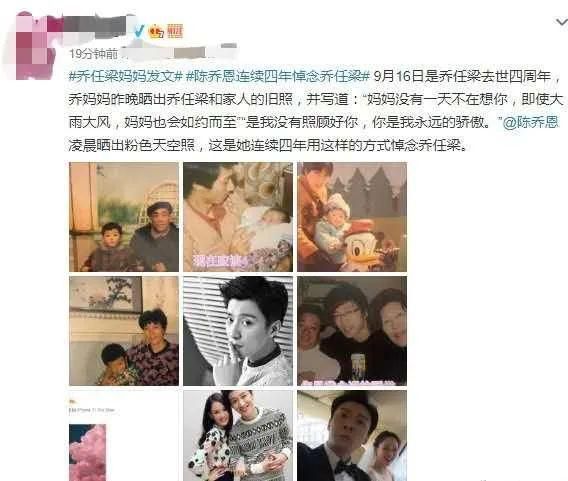 19分钟前
#乔任梁妈妈发文# #陈乔恩连续四年悼念乔任梁# 9月16日是乔任梁去世四周年，
乔妈妈昨晚晒出乔任梁和家人的旧照，并写道：“妈妈没有一天不在想你，即使大
雨大风，妈妈也会如约而至”“是我没有照顾好你，你是我永远的骄傲。”@陈乔恩
凌晨晒出粉色天空照，这是她连续四年用这样的方式悼念乔任梁。